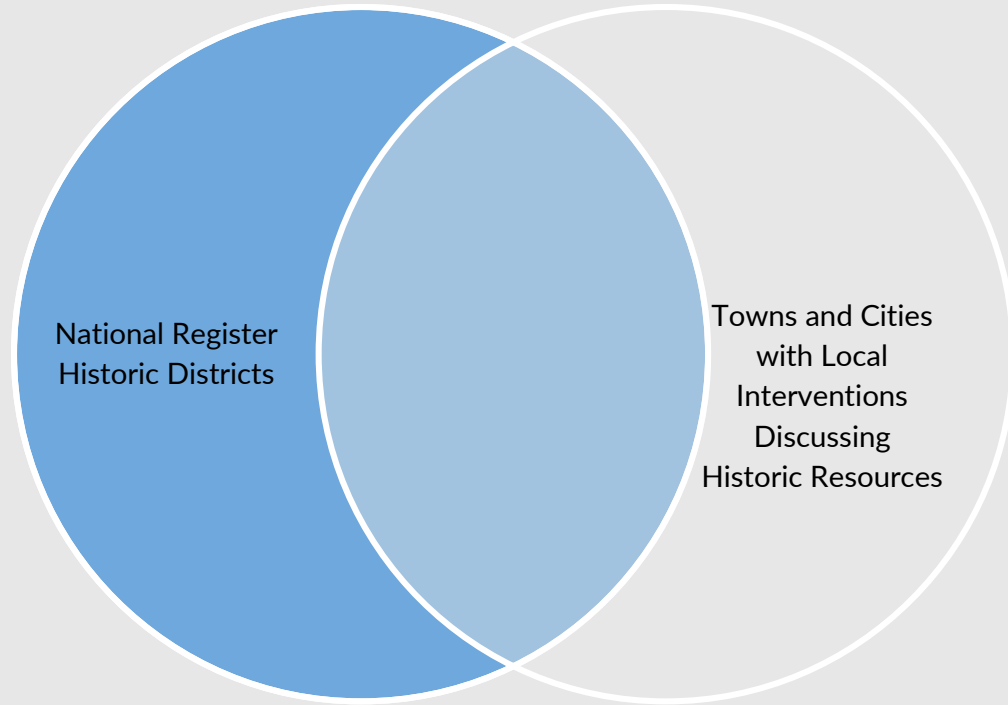 National Register
Historic Districts
Towns and Cities
with Local
Interventions
Discussing
Historic Resources